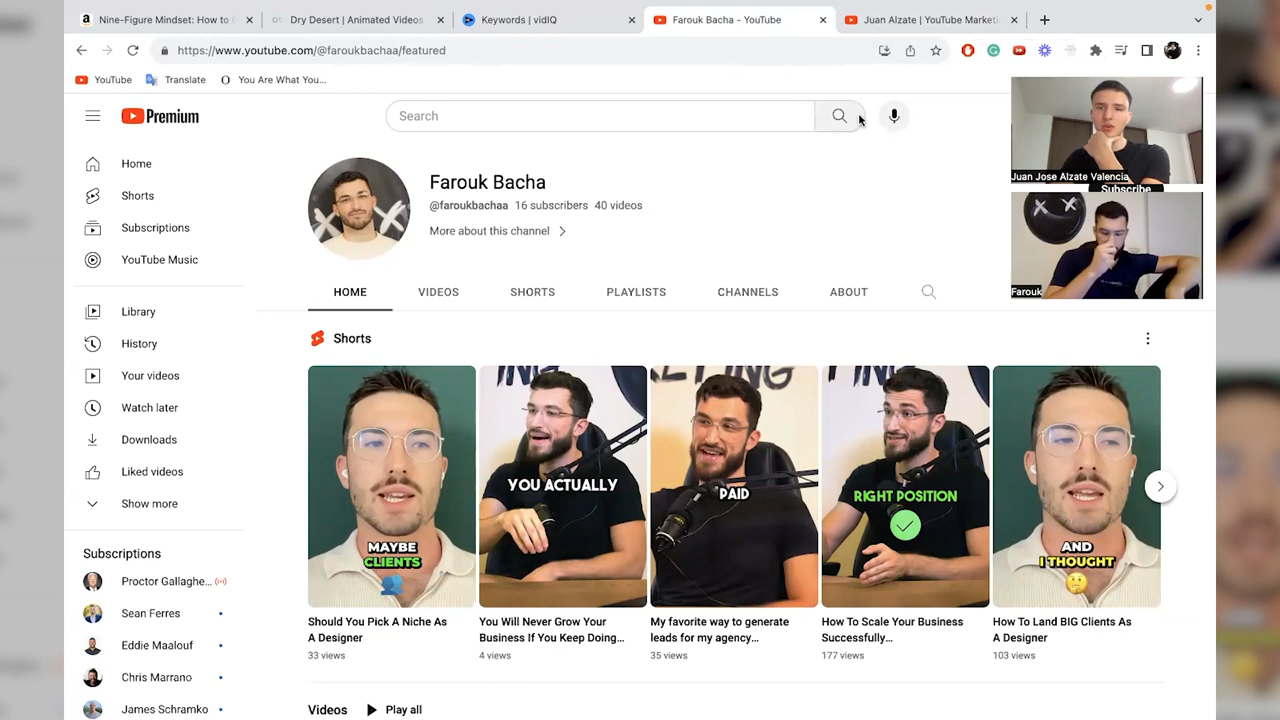 Nine-Figure Mindset: How to
Dry Desert | Animated Videos
Keywords | vidIQ
Farouk Bacha - YouTube
Juan Alzate | YouTube Marketi
https://www.youtube.com/@faroukbachaa/featured
YouTube
Translate
You Are What You...
Premium
Search
Juan Jose Alzate Valencia
Subscribe
Farouk
Farouk Bacha
@faroukbachaa 16 subscribers 40 videos
More about this channel
HOME VIDEOS SHORTS PLAYLISTS CHANNELS ABOUT
Home
Shorts
Subscriptions
YouTube Music
Library
History
Your videos
Watch later
Downloads
Liked videos
Show more
Subscriptions
Proctor Gallaghe...
Sean Ferres
Eddie Maalouf
Chris Marrano
James Schramko
Shorts
MAYBE
CLIENTS
YOU ACTUALLY
PAID
RIGHT POSITION
AND
I THOUGHT
Should You Pick A Niche As
A Designer
33 views
You Will Never Grow Your
Business If You Keep Doing...
4 views
My favorite way to generate
leads for my agency...
35 views
How To Scale Your Business
Successfully...
177 views
How To Land BIG Clients As
A Designer
103 views
Videos
Play all